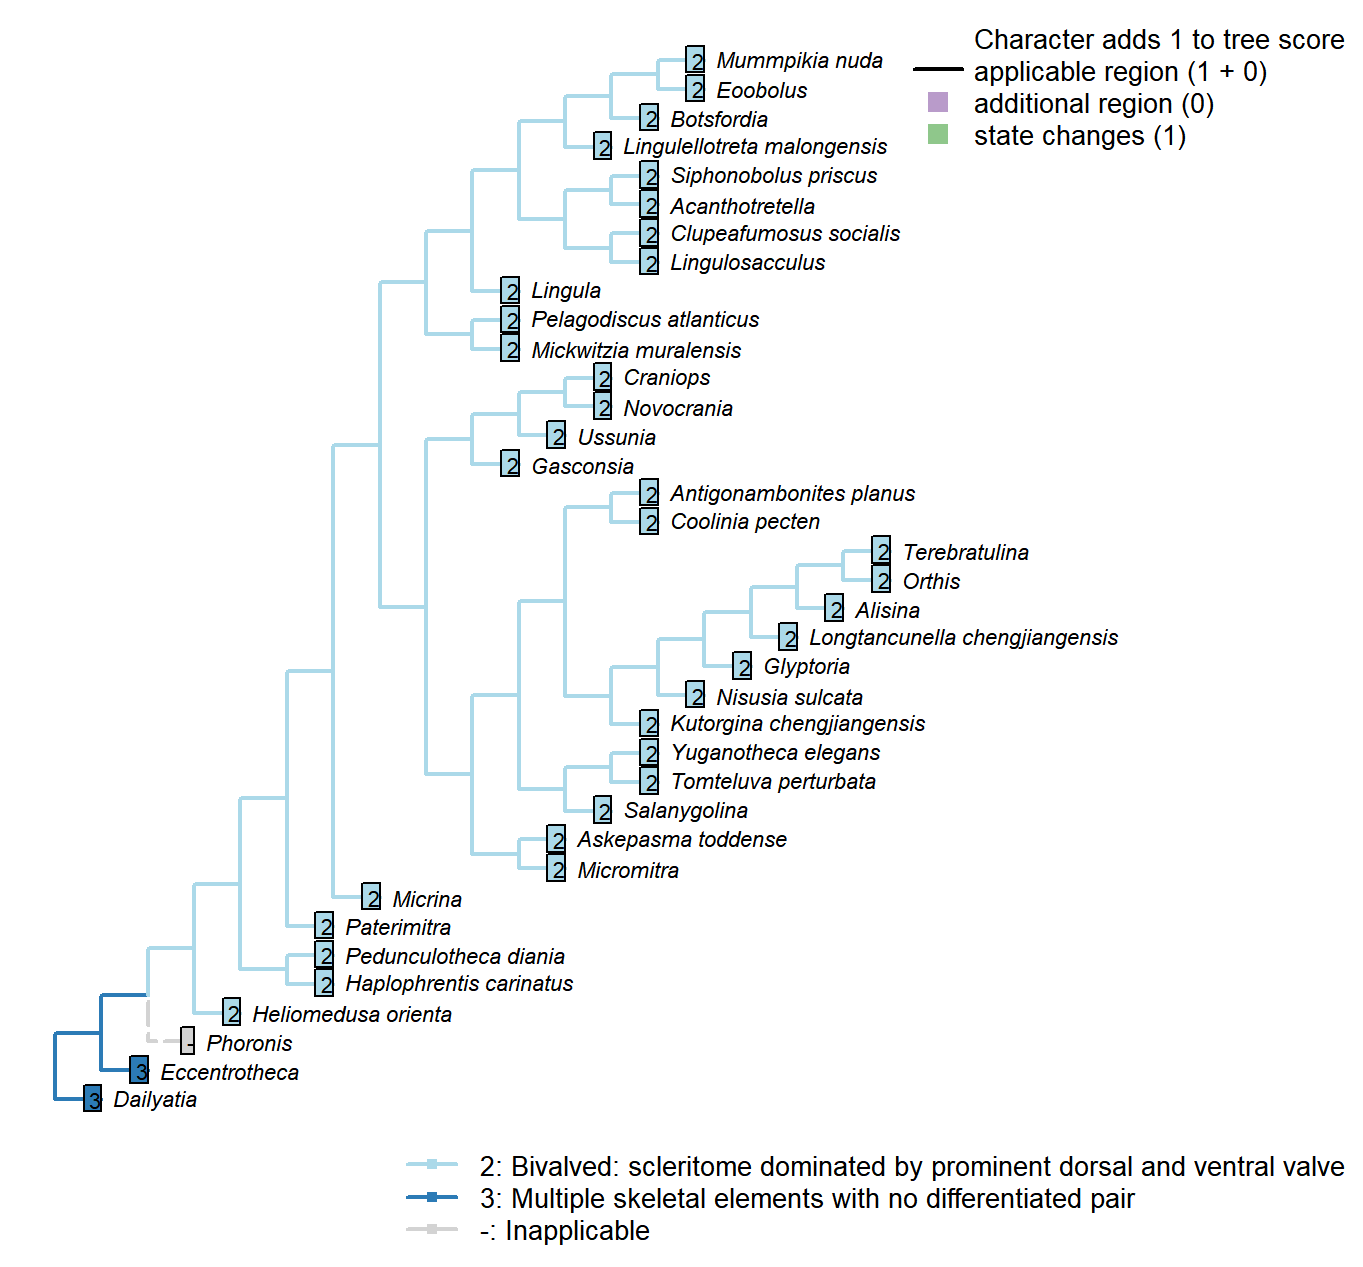 Character adds 1 to tree score
applicable region (1 + 0)
additional region (0)
state changes (1)
2 Mummpikia nuda
2 Eoobolus
2 Botsfordia
2 Lingulellotreta malongensis
2 Siphonobolus priscus
2 Acanthotretella
2 Clupeafumosus socialis
2 Lingulosacculus
2 Lingula
2 Pelagodiscus atlanticus
2 Mickwitzia muralensis
2 Craniops
2 Novocrania
2 Ussunia
2 Gasconsia
2 Antigonambonites planus
2 Coolinia pecten
2 Terebratulina
2 Orthis
2 Alisina
2 Longtancunella chengjiangensis
2 Glyptoria
2 Nisusia sulcata
2 Kutorgina chengjiangensis
2 Yuganotheca elegans
2 Tomteluva perturbata
2 Salanygolina
2 Askepasma toddense
2 Micromitra
2 Micrina
2 Paterimitra
2 Pedunculotheca diania
2 Haplophrentis carinatus
2 Heliomedusa orienta
- Phoronis
3 Eccentrotheca
3 Dailyatia
2: Bivalved: scleritome dominated by prominent dorsal and ventral valve
3: Multiple skeletal elements with no differentiated pair
-: Inapplicable